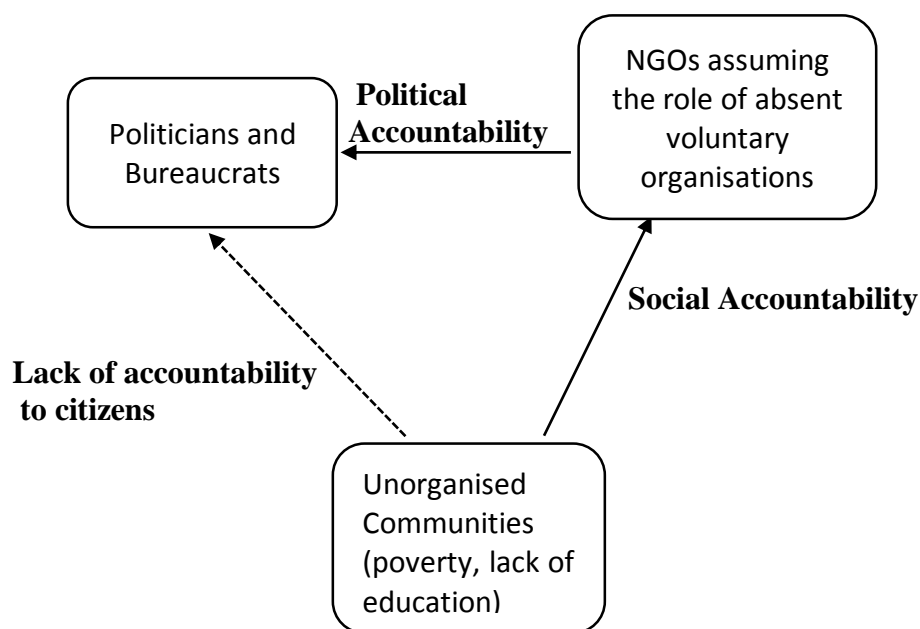 NGOs assuming
the role of absent
voluntary
organisations
Political
Accountability
Politicians and
Bureaucrats
Social Accountability
Lack of accountability
to citizens
Unorganised
Communities
(poverty, lack of
education)